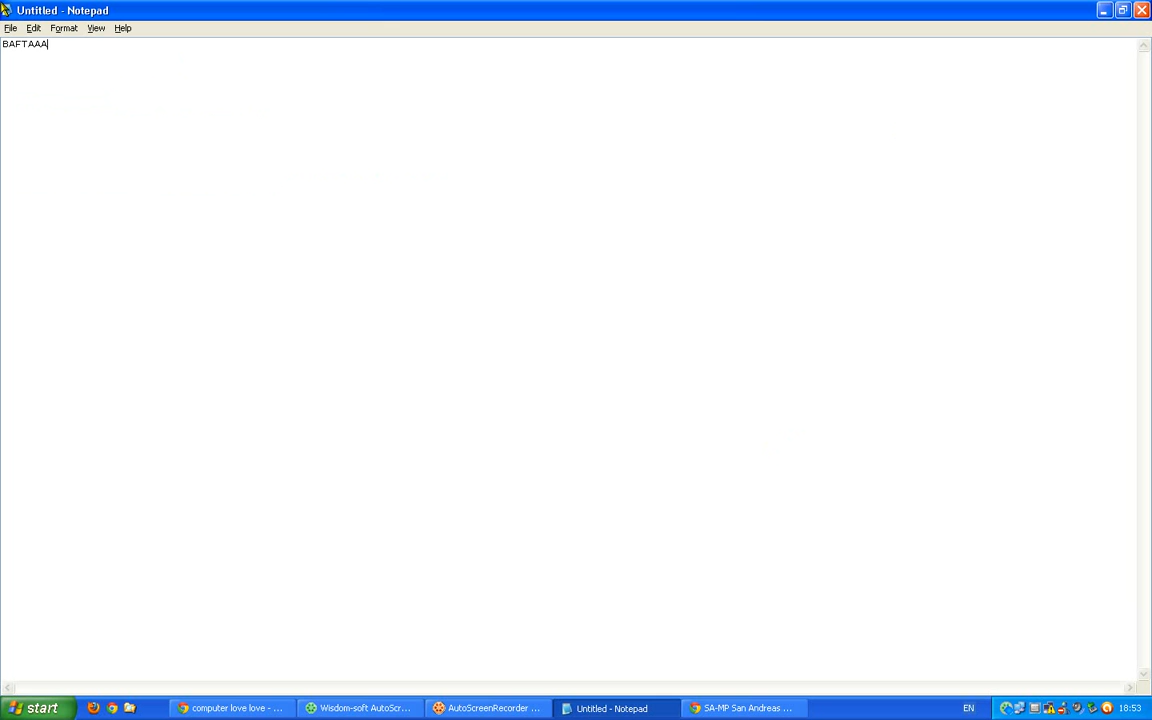 Untitled - Notepad
File Edit Format View Help
BAFTAAA
start computer love love - ... Wisdom-soft AutoScr... AutoScreenRecorder ... Untitled - Notepad SA-MP San Andreas ... EN 18:53